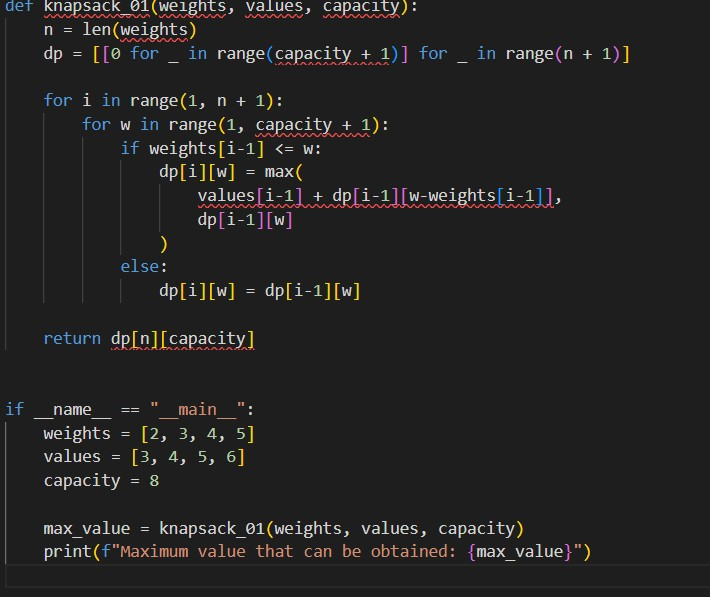 def knapsack_01(weights, values, capacity):
    n = len(weights)
    dp = [[0 for _ in range(capacity + 1)] for _ in range(n + 1)]

    for i in range(1, n + 1):
        for w in range(1, capacity + 1):
            if weights[i-1] <= w:
                dp[i][w] = max(
                    values[i-1] + dp[i-1][w-weights[i-1]],
                    dp[i-1][w]
                )
            else:
                dp[i][w] = dp[i-1][w]

    return dp[n][capacity]


if __name__ == "__main__":
    weights = [2, 3, 4, 5]
    values = [3, 4, 5, 6]
    capacity = 8

    max_value = knapsack_01(weights, values, capacity)
    print(f"Maximum value that can be obtained: {max_value}")